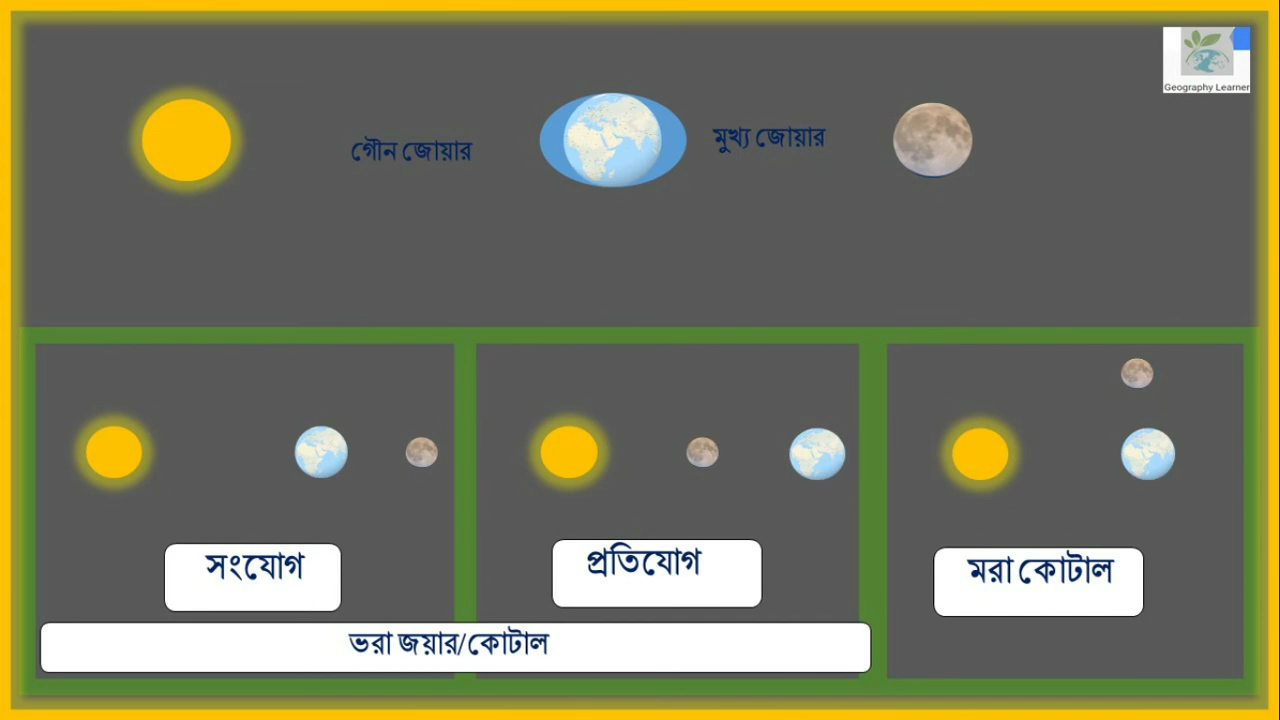 Geography Learner
গৌন জোয়ার
মুখ্য জোয়ার
সংযোগ
প্রতিযোগ
মরা কোটাল
ভরা জয়ার/কোটাল